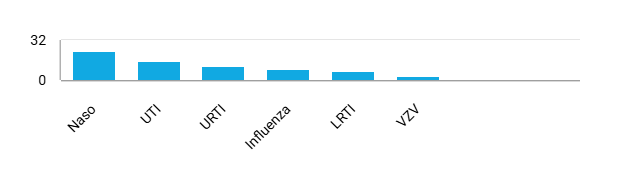 32
0
Naso
UTI
URTI
Influenza
LRTI
VZV